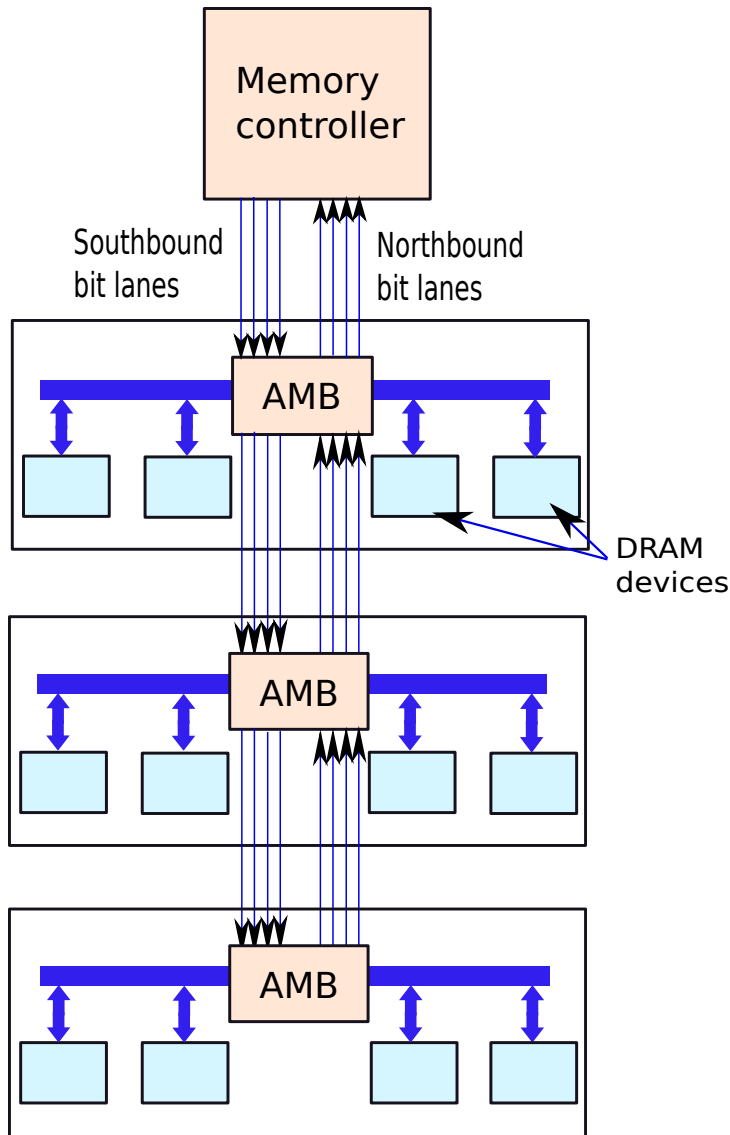 Memory
controller
Southbound
bit lanes
Northbound
bit lanes
AMB
DRAM
devices
AMB
AMB